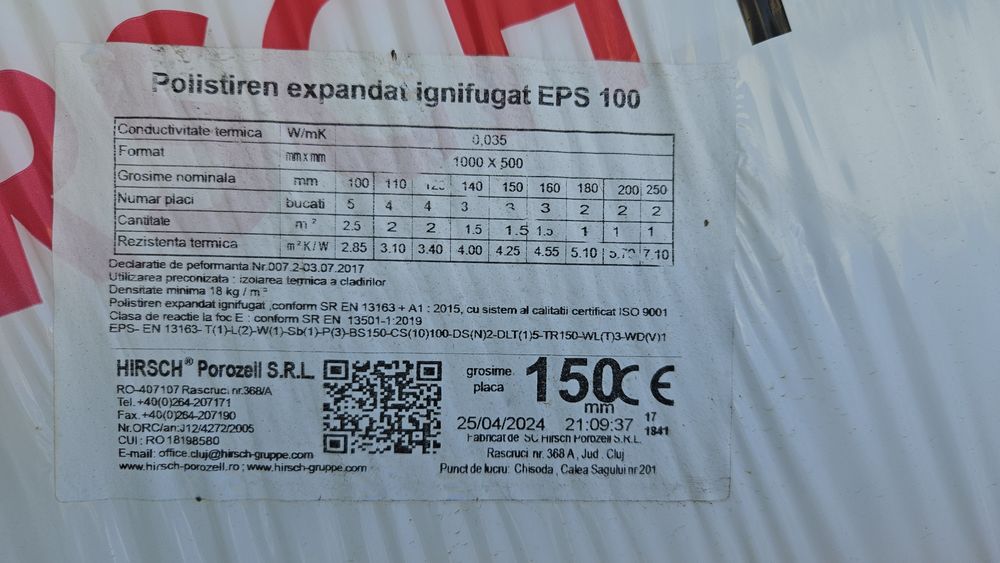 Polistiren expandat ignifugat EPS 100
Conductivitate termica W/mK 0,035
Format mm x mm 1000 X 500
Grosime nominala mm 100 110 140 150 160 180 200 250
Numar placi bucati 5 4 4 3 3 2 2 2
Cantitate m² 2.5 2 2 1.5 1.5 1.5 1 1 1
Rezistenta termica m²K/W 2.85 3.10 3.40 4.00 4.25 4.55 5.10 7.10
Declaratie de peformanta Nr.007.2-03.07.2017
Utilizarea preconizata : izolarea termica a cladirilor
Densitate minima 18 kg / m³
Polistiren expandat ignifugat ,conform SR EN 13163 + A1 : 2015, cu sistem al calitatii certificat ISO 9001
Clasa de reactie la foc E : conform SR EN 13501-1:2019
EPS- EN 13163- T(1)-L(2)-W(1)-Sb(1)-P(3)-BS150-CS(10)100-DS(N)2-DLT(1)5-TR150-WL(T)3-WD(V)1
HIRSCH® Porozell S.R.L.
RO-407107 Rascruci nr.368/A
Tel. +40(0)264-207171
Fax. +40(0)264-207190
Nr.ORC/an:J12/4272/2005
CUI : RO 18198580
E-mail: office.cluj@hirsch-gruppe.com
www.hirsch-porozell.ro ; www.hirsch-gruppe.com
grosime placa 150 mm CE
25/04/2024 21:09:37 17 1841
Fabricat de SC Hirsch Porozell S.R.L.
Rascruci nr. 368 A , Jud . Cluj
Punct de lucru: Chisoda , Calea Sagului nr 201